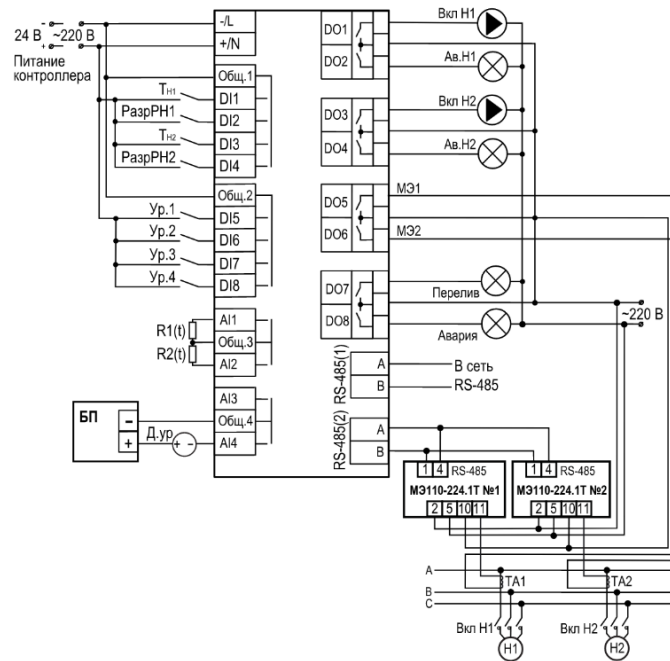 24 В ~220 В
Питание
контроллера
-/L
+/N
Общ.1
Tн1
DI1
РазрРН1
DI2
Tн2
DI3
РазрРН2
DI4
Общ.2
Ур.1
DI5
Ур.2
DI6
Ур.3
DI7
Ур.4
DI8
AI1
R1(t)
Общ.3
R2(t)
AI2
AI3
БП
-
Общ.4
+
Д.ур
+ -
AI4
DO1
Вкл Н1
DO2
Ав.Н1
DO3
Вкл Н2
DO4
Ав.Н2
DO5
МЭ1
DO6
МЭ2
DO7
Перелив
DO8
Авария
~220 В
RS-485(1)
A
В сеть
B
RS-485
RS-485(2)
A
B
1 4 RS-485
МЭ110-224.1Т №1
2 5 10 11
1 4 RS-485
МЭ110-224.1Т №2
2 5 10 11
A
B
C
TA1
TA2
Вкл Н1
Н1
Вкл Н2
Н2